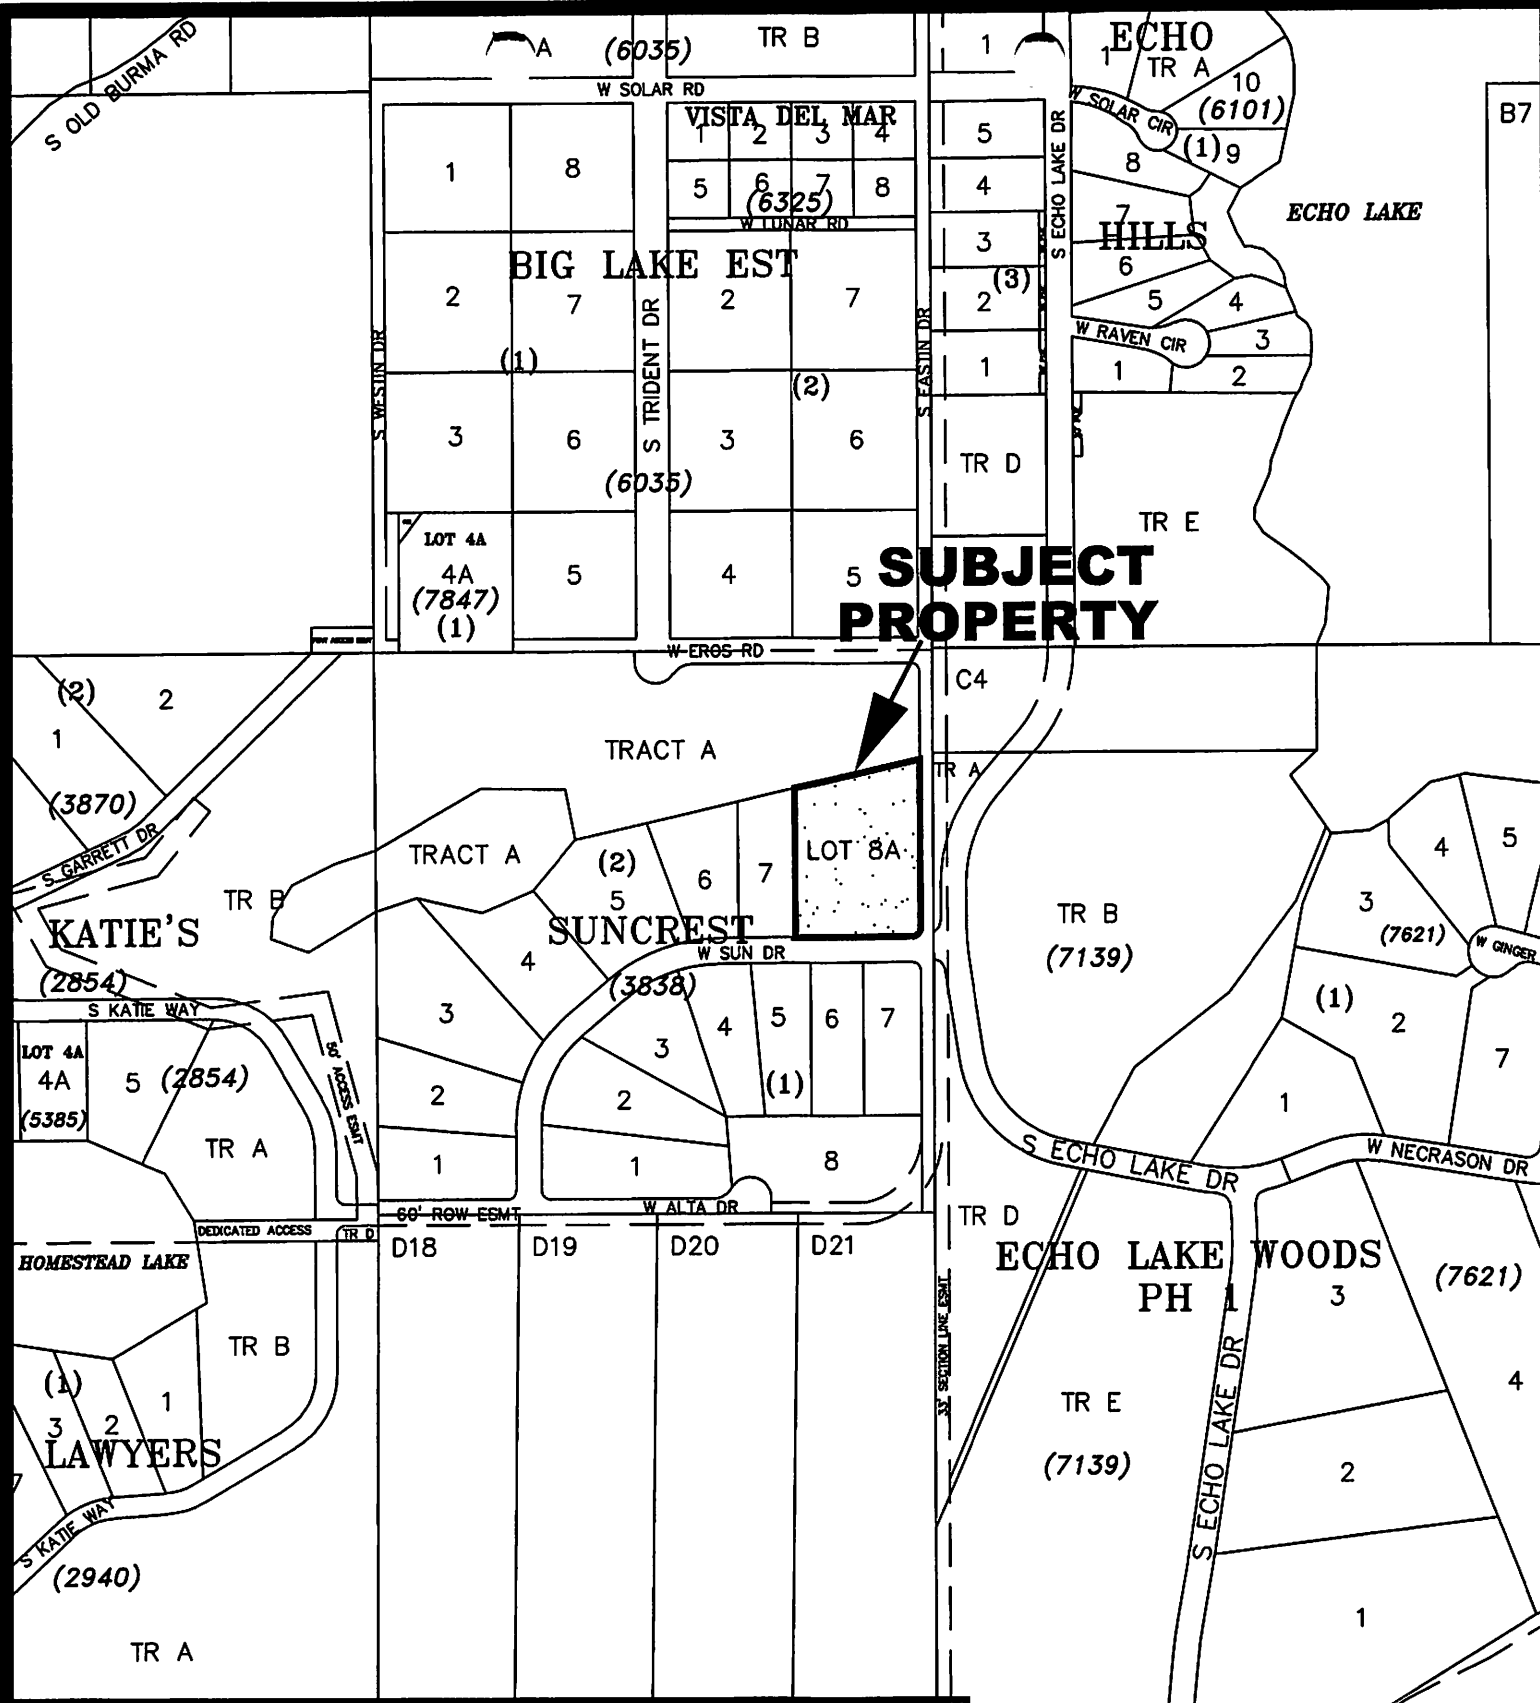 S OLD BURMA RD
A
(6035)
TR B
1
1
ECHO
TR A
10
(6101)
B7
W SOLAR RD
W SOLAR CIR
VISTA DEL MAR
1
2
3
4
5
8
(1)
9
1
8
5
6
7
8
(6325)
4
S ECHO LAKE DR
7
ECHO LAKE
W LUNAR RD
3
HILLS
6
BIG LAKE EST
(3)
2
7
2
7
2
5
4
S WESTIN DR
S TRIDENT DR
S EASTIN DR
W RAVEN CIR
3
(1)
(2)
1
1
2
3
6
3
6
TR D
(6035)
TR E
LOT 4A
4A
(7847)
(1)
5
4
5
SUBJECT
PROPERTY
W EROS RD
C4
(2)
2
1
TRACT A
TR A
(3870)
S GARRETT DR
TRACT A
(2)
5
6
7
LOT 8A
4
5
TR B
KATIE'S
(2854)
SUNCREST
W SUN DR
TR B
(7139)
3
(7621)
W GINGER
4
(3838)
S KATIE WAY
3
3
4
5
6
7
(1)
2
LOT 4A
4A
(5385)
5
(2854)
50' ACCESS ESMT
2
2
(1)
7
1
TR A
1
1
8
S ECHO LAKE DR
W NECRASON DR
60' ROW ESMT
W ALTA DR
TR D
DEDICATED ACCESS
TR D
HOMESTEAD LAKE
D18
D19
D20
D21
ECHO LAKE WOODS
PH 1
3
(7621)
33' SECTION LINE ESMT
TR B
(1)
3
2
1
S ECHO LAKE DR
4
TR E
LAWYERS
7
(7139)
2
S KATIE WAY
(2940)
1
TR A